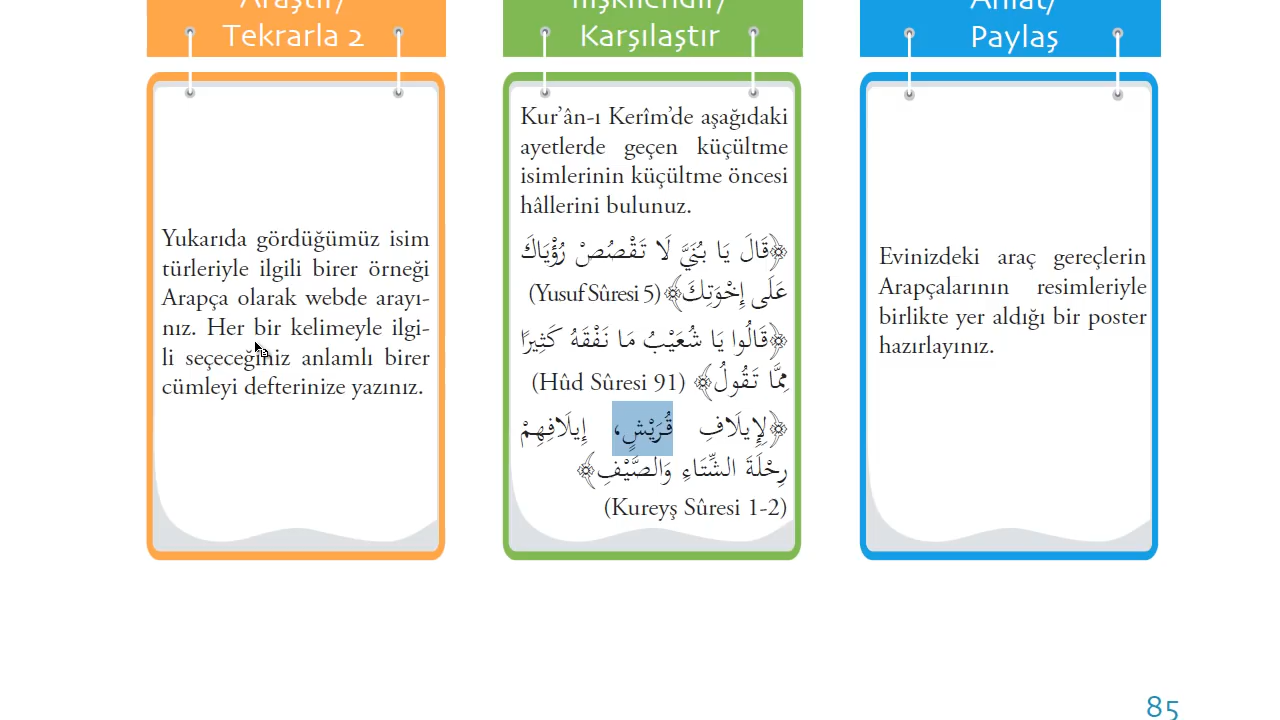 Araştır/
Tekrarla 2
Yukarıda gördüğümüz isim
türleriyle ilgili birer örneği
Arapça olarak webde arayı-
nız. Her bir kelimeyle ilgi-
li seçeceğiniz anlamlı birer
cümleyi defterinize yazınız.
İlişkilendir/
Karşılaştır
Kur’ân-ı Kerîm’de aşağıdaki
ayetlerde geçen küçültme
isimlerinin küçültme öncesi
hâllerini bulunuz.
﴿قَالَ يَا بُنَيَّ لَا تَقْصُصْ رُؤْيَاكَ
عَلَى إِخْوَتِكَ﴾ (Yusuf Sûresi 5)
﴿قَالُوا يَا شُعَيْبُ مَا نَفْقَهُ كَثِيرًا
مِمَّا تَقُولُ﴾ (Hûd Sûresi 91)
﴿لِإِيلَافِ قُرَيْشٍ، إِيلَافِهِمْ
رِحْلَةَ الشِّتَاءِ وَالصَّيْفِ﴾
(Kureyş Sûresi 1-2)
Anlat/
Paylaş
Evinizdeki araç gereçlerin
Arapçalarının resimleriyle
birlikte yer aldığı bir poster
hazırlayınız.
85